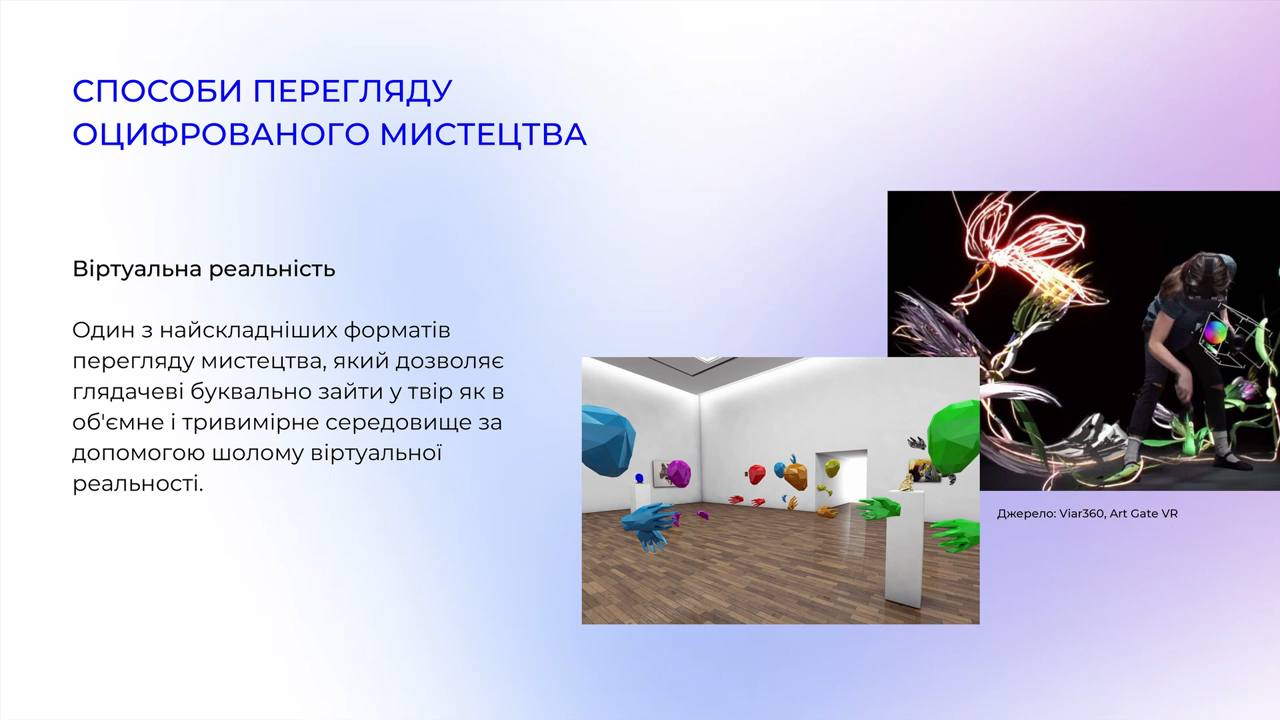 СПОСОБИ ПЕРЕГЛЯДУ
ОЦИФРОВАНОГО МИСТЕЦТВА
Віртуальна реальність
Один з найскладніших форматів
перегляду мистецтва, який дозволяє
глядачеві буквально зайти у твір як в
об'ємне і тривимірне середовище за
допомогою шолому віртуальної
реальності.
Джерело: Viar360, Art Gate VR